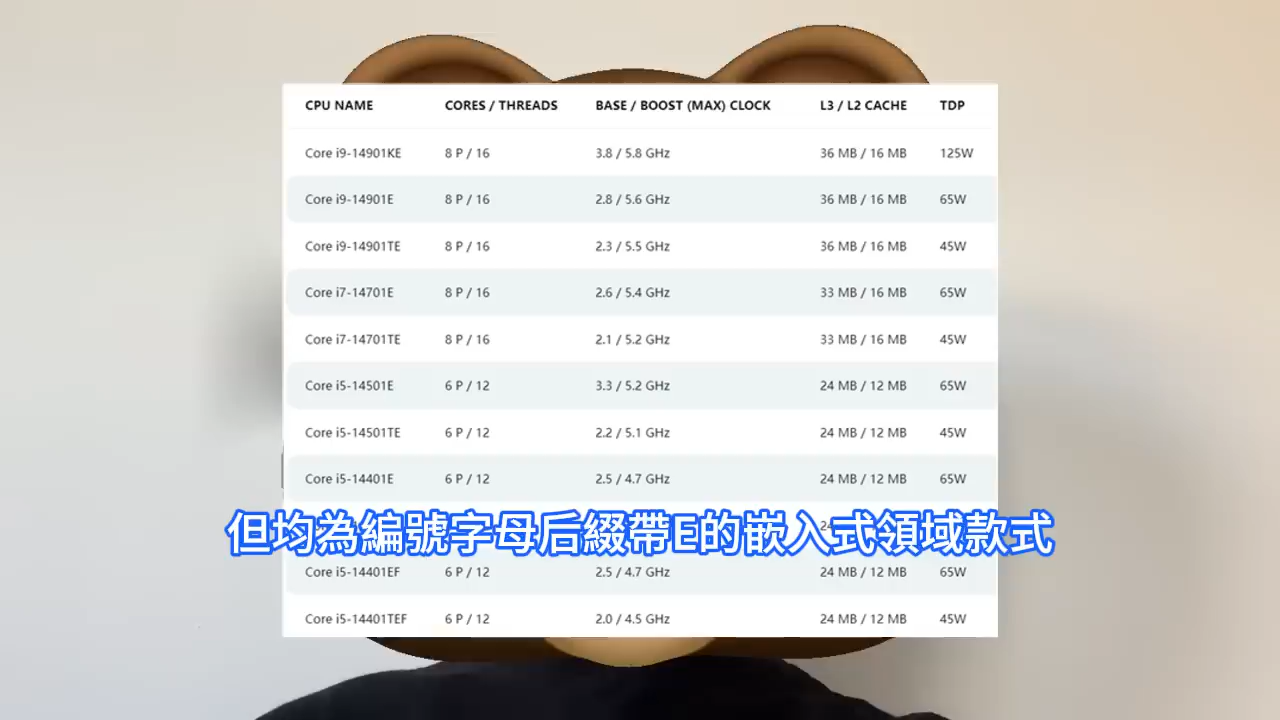 CPU NAME CORES / THREADS BASE / BOOST (MAX) CLOCK L3 / L2 CACHE TDP
Core i9-14901KE 8 P / 16 3.8 / 5.8 GHz 36 MB / 16 MB 125W
Core i9-14901E 8 P / 16 2.8 / 5.6 GHz 36 MB / 16 MB 65W
Core i9-14901TE 8 P / 16 2.3 / 5.5 GHz 36 MB / 16 MB 45W
Core i7-14701E 8 P / 16 2.6 / 5.4 GHz 33 MB / 16 MB 65W
Core i7-14701TE 8 P / 16 2.1 / 5.2 GHz 33 MB / 16 MB 45W
Core i5-14501E 6 P / 12 3.3 / 5.2 GHz 24 MB / 12 MB 65W
Core i5-14501TE 6 P / 12 2.2 / 5.1 GHz 24 MB / 12 MB 45W
Core i5-14401E 6 P / 12 2.5 / 4.7 GHz 24 MB / 12 MB 65W
但均為編號字母后綴帶E的嵌入式領域款式
Core i5-14401EF 6 P / 12 2.5 / 4.7 GHz 24 MB / 12 MB 65W
Core i5-14401TEF 6 P / 12 2.0 / 4.5 GHz 24 MB / 12 MB 45W